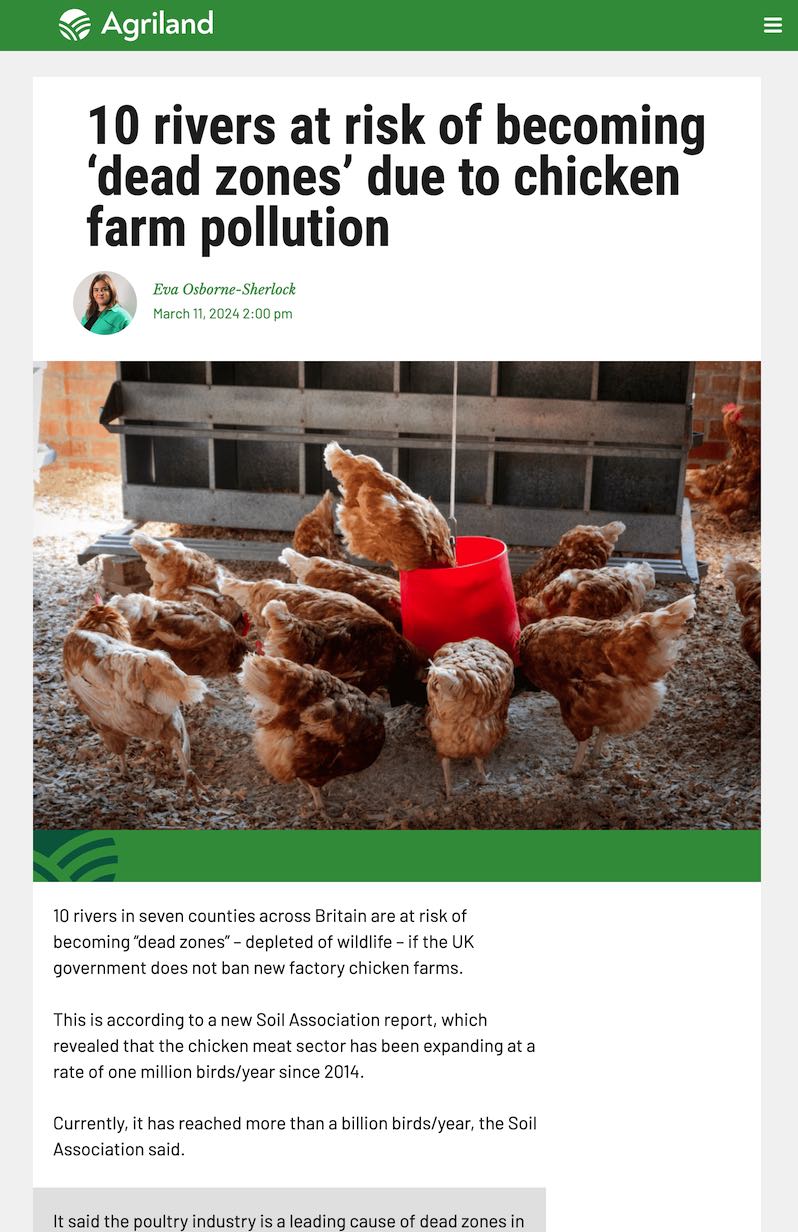 Agriland
10 rivers at risk of becoming
‘dead zones’ due to chicken
farm pollution
Eva Osborne-Sherlock
March 11, 2024 2:00 pm
10 rivers in seven counties across Britain are at risk of
becoming “dead zones” – depleted of wildlife – if the UK
government does not ban new factory chicken farms.
This is according to a new Soil Association report, which
revealed that the chicken meat sector has been expanding at a
rate of one million birds/year since 2014.
Currently, it has reached more than a billion birds/year, the Soil
Association said.
It said the poultry industry is a leading cause of dead zones in